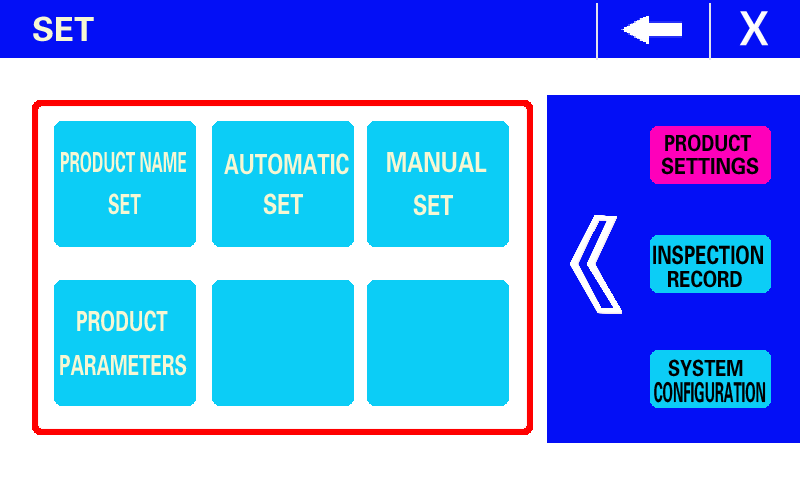 SET
X
PRODUCT NAME
SET
AUTOMATIC
SET
MANUAL
SET
PRODUCT
PARAMETERS
PRODUCT
SETTINGS
INSPECTION
RECORD
SYSTEM
CONFIGURATION